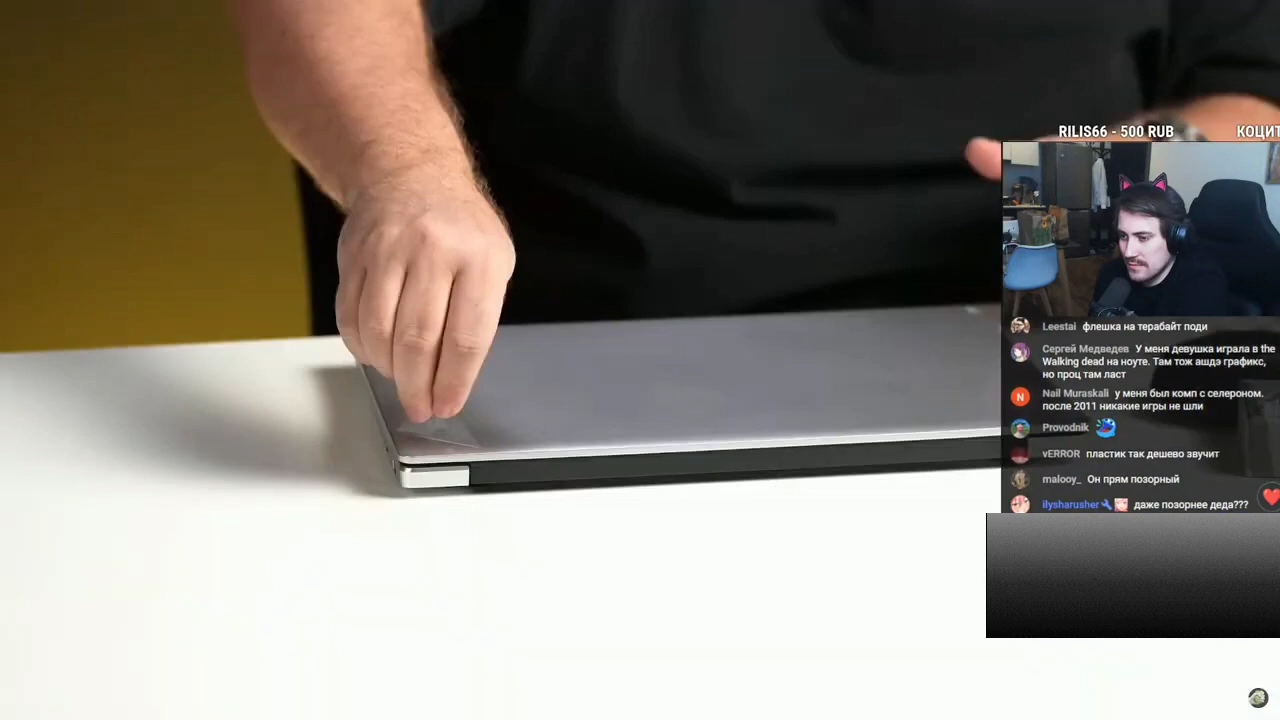 RILIS66 - 500 RUB
КОЦИТ
Leestai флешка на терабайт поди
Сергей Медведев У меня девушка играла в the
Walking dead на ноуте. Там тож ашдэ графикс,
но проц там ласт
N Nail Muraskali у меня был комп с селероном.
после 2011 никакие игры не шли
Provodnik
vERROR пластик так дешево звучит
malooy_ Он прям позорный
ilysharusher даже позорнее деда???